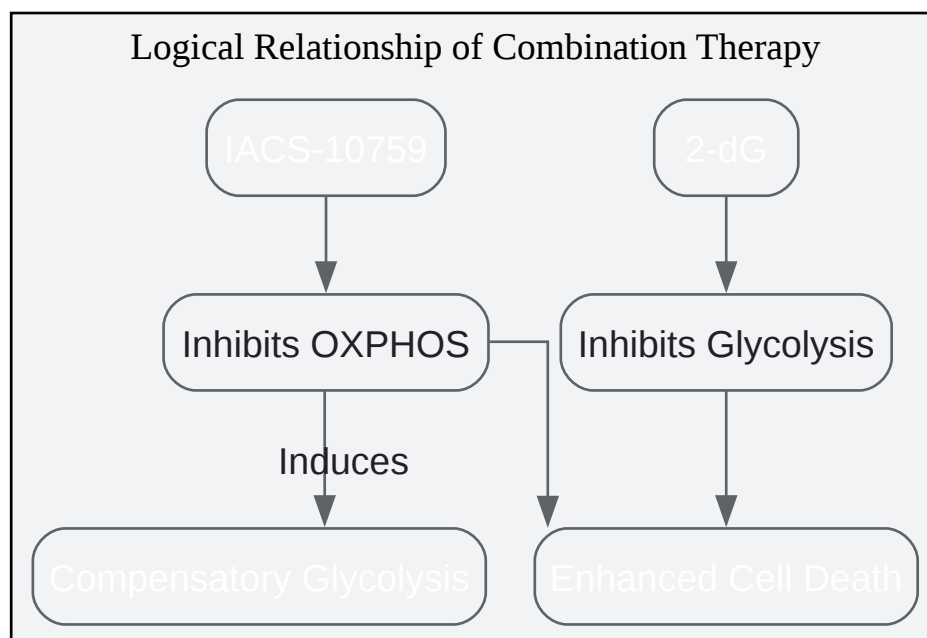 Logical Relationship of Combination Therapy
IACS-10759
2-dG
Inhibits OXPHOS
Inhibits Glycolysis
Induces
Compensatory Glycolysis
Enhanced Cell Death